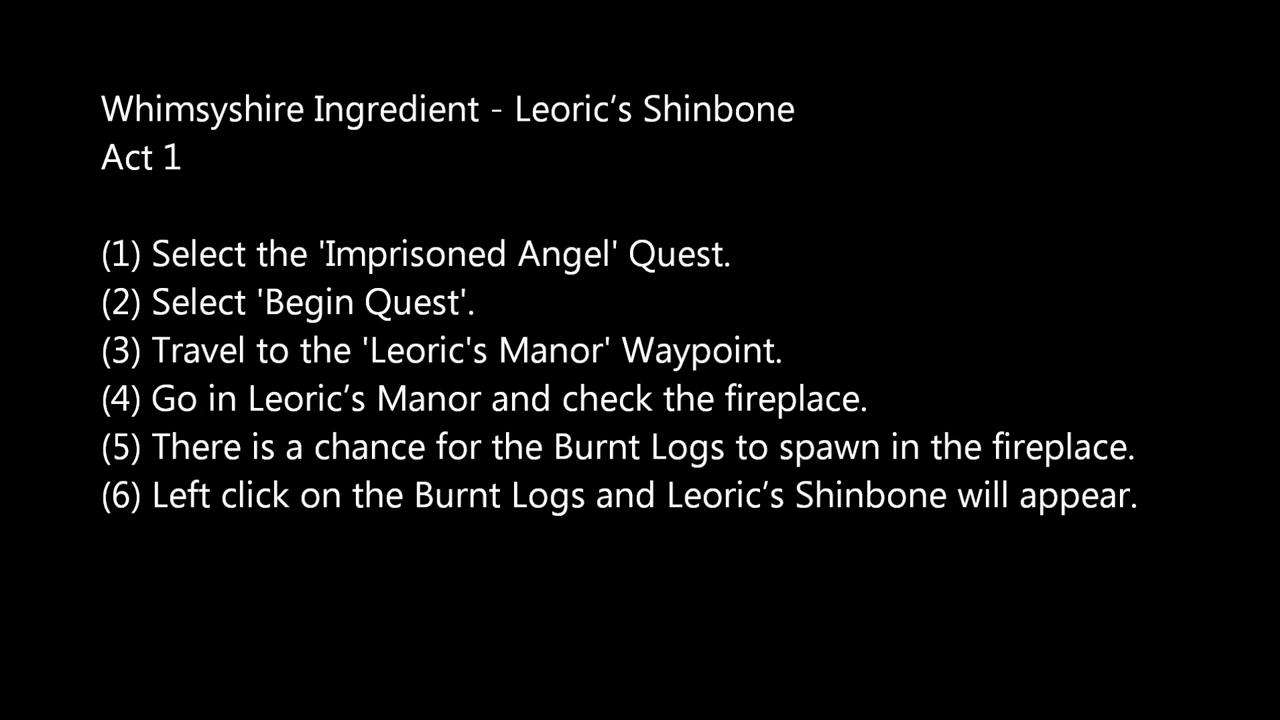 Whimsyshire Ingredient - Leoric’s Shinbone
Act 1
(1) Select the 'Imprisoned Angel' Quest.
(2) Select 'Begin Quest'.
(3) Travel to the 'Leoric's Manor' Waypoint.
(4) Go in Leoric’s Manor and check the fireplace.
(5) There is a chance for the Burnt Logs to spawn in the fireplace.
(6) Left click on the Burnt Logs and Leoric’s Shinbone will appear.